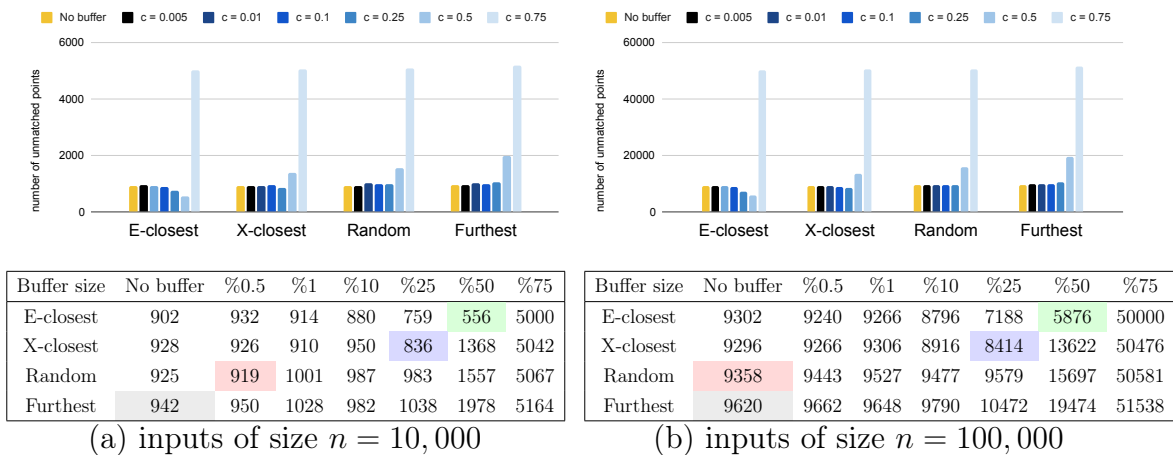 No buffer c = 0.005 c = 0.01 c = 0.1 c = 0.25 c = 0.5 c = 0.75
number of unmatched points
6000
4000
2000
0
E-closest X-closest Random Furthest
Buffer size No buffer %0.5 %1 %10 %25 %50 %75
E-closest 902 932 914 880 759 556 5000
X-closest 928 926 910 950 836 1368 5042
Random 925 919 1001 987 983 1557 5067
Furthest 942 950 1028 982 1038 1978 5164
(a) inputs of size n = 10,000
No buffer c = 0.005 c = 0.01 c = 0.1 c = 0.25 c = 0.5 c = 0.75
number of unmatched points
60000
40000
20000
0
E-closest X-closest Random Furthest
Buffer size No buffer %0.5 %1 %10 %25 %50 %75
E-closest 9302 9240 9266 8796 7188 5876 50000
X-closest 9296 9266 9306 8916 8414 13622 50476
Random 9358 9443 9527 9477 9579 15697 50581
Furthest 9620 9662 9648 9790 10472 19474 51538
(b) inputs of size n = 100,000